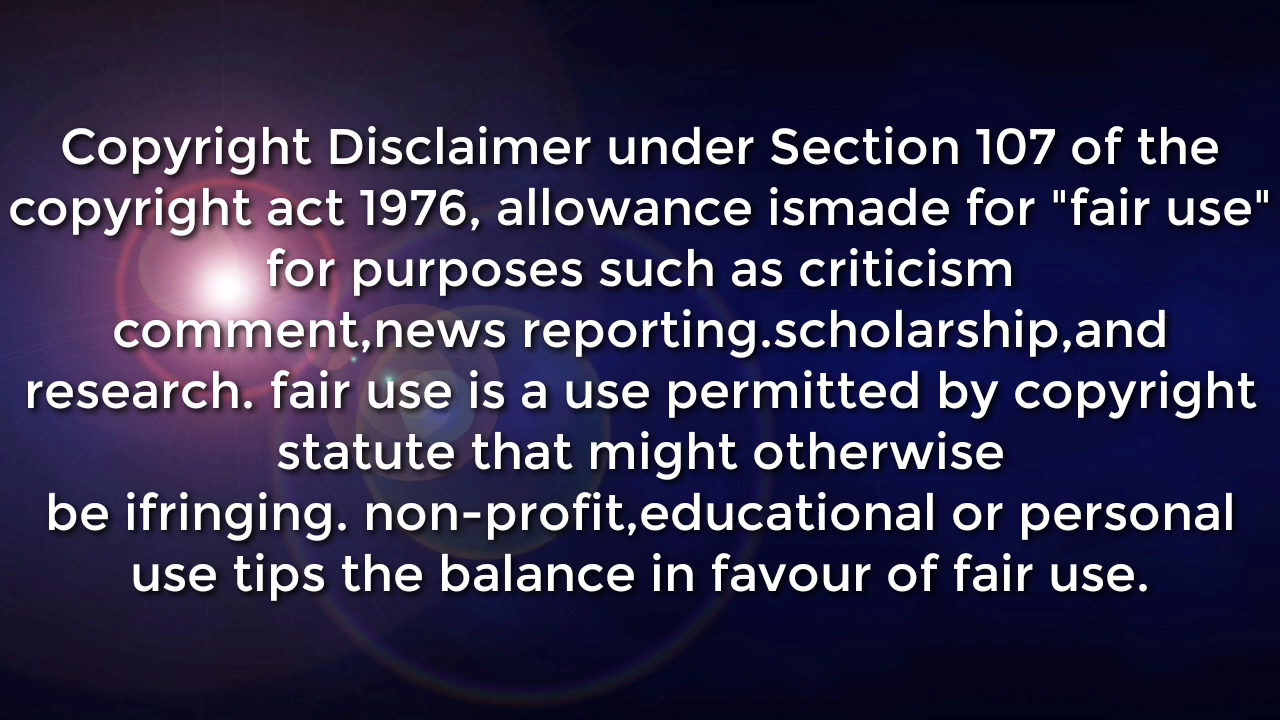 Copyright Disclaimer under Section 107 of the
copyright act 1976, allowance ismade for "fair use"
for purposes such as criticism
comment,news reporting.scholarship,and
research. fair use is a use permitted by copyright
statute that might otherwise
be ifringing. non-profit,educational or personal
use tips the balance in favour of fair use.